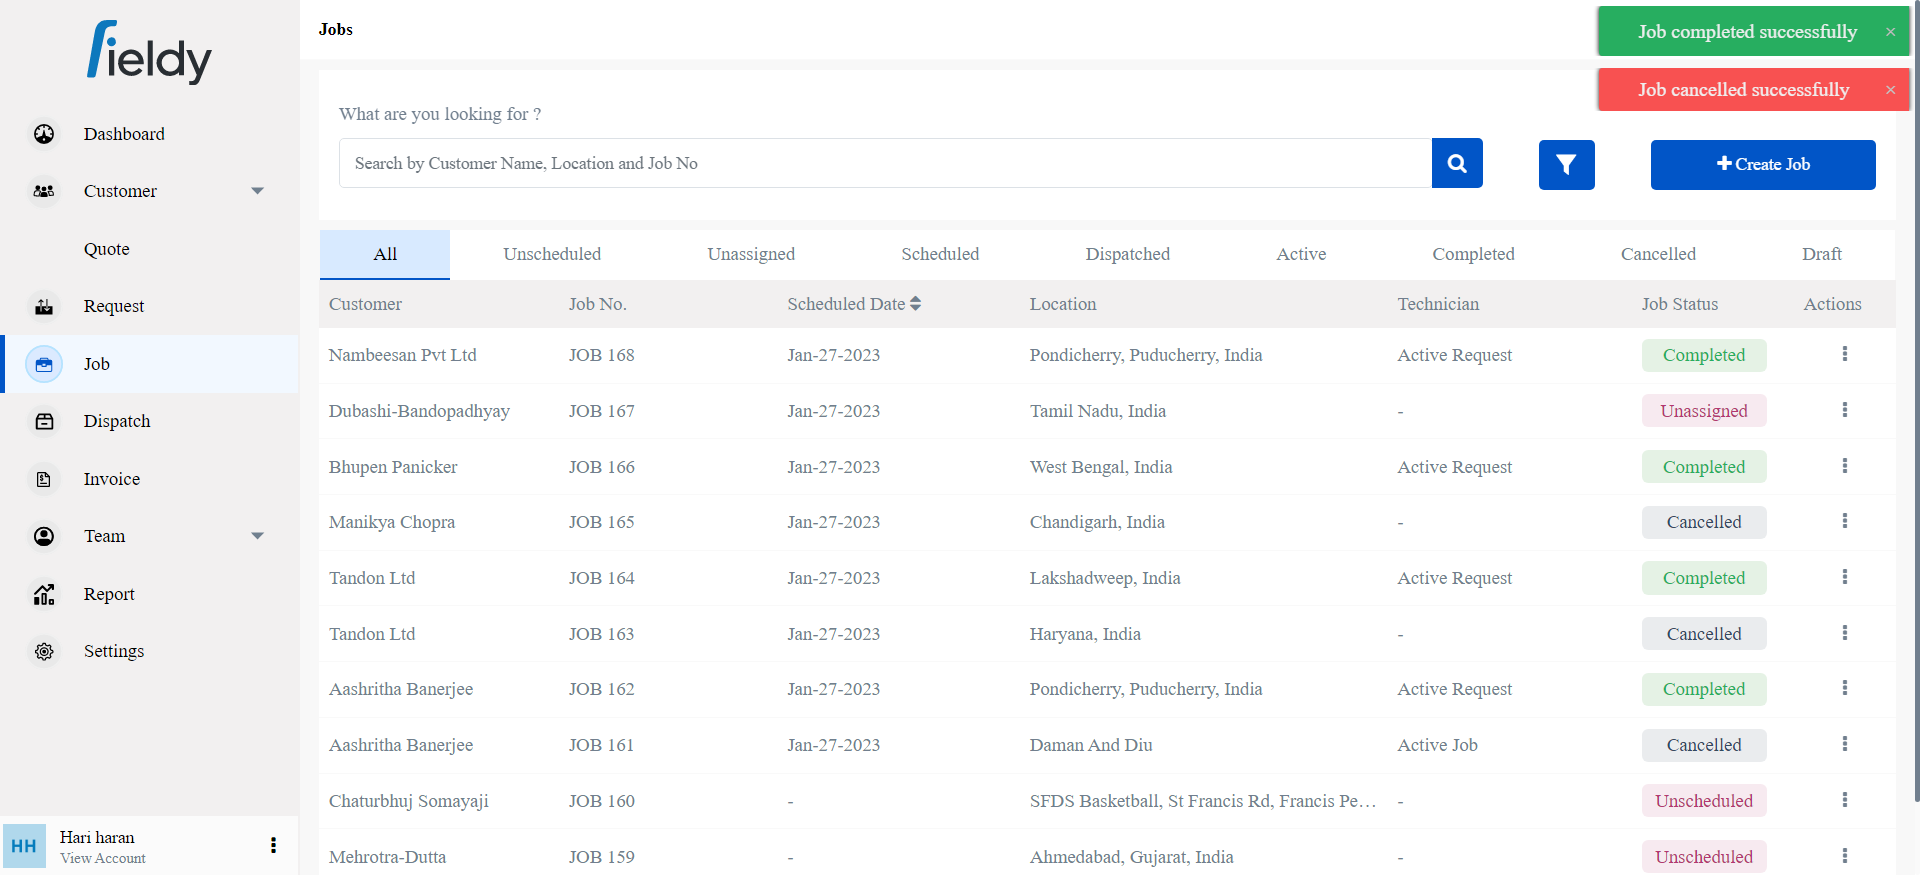 fieldy
Dashboard
Customer
Quote
Request
Job
Dispatch
Invoice
Team
Report
Settings
HH
Hari haran
View Account
Jobs
Job completed successfully ×
Job cancelled successfully ×
What are you looking for ?
Search by Customer Name, Location and Job No
Create Job
All Unscheduled Unassigned Scheduled Dispatched Active Completed Cancelled Draft
Customer Job No. Scheduled Date Location Technician Job Status Actions
Nambeesan Pvt Ltd JOB 168 Jan-27-2023 Pondicherry, Puducherry, India Active Request Completed
Dubashi-Bandopadhyay JOB 167 Jan-27-2023 Tamil Nadu, India - Unassigned
Bhupen Panicker JOB 166 Jan-27-2023 West Bengal, India Active Request Completed
Manikya Chopra JOB 165 Jan-27-2023 Chandigarh, India - Cancelled
Tandon Ltd JOB 164 Jan-27-2023 Lakshadweep, India Active Request Completed
Tandon Ltd JOB 163 Jan-27-2023 Haryana, India - Cancelled
Aashritha Banerjee JOB 162 Jan-27-2023 Pondicherry, Puducherry, India Active Request Completed
Aashritha Banerjee JOB 161 Jan-27-2023 Daman And Diu Active Job Cancelled
Chaturbhuj Somayaji JOB 160 - SFDS Basketball, St Francis Rd, Francis Pe... - Unscheduled
Mehrotra-Dutta JOB 159 - Ahmedabad, Gujarat, India - Unscheduled